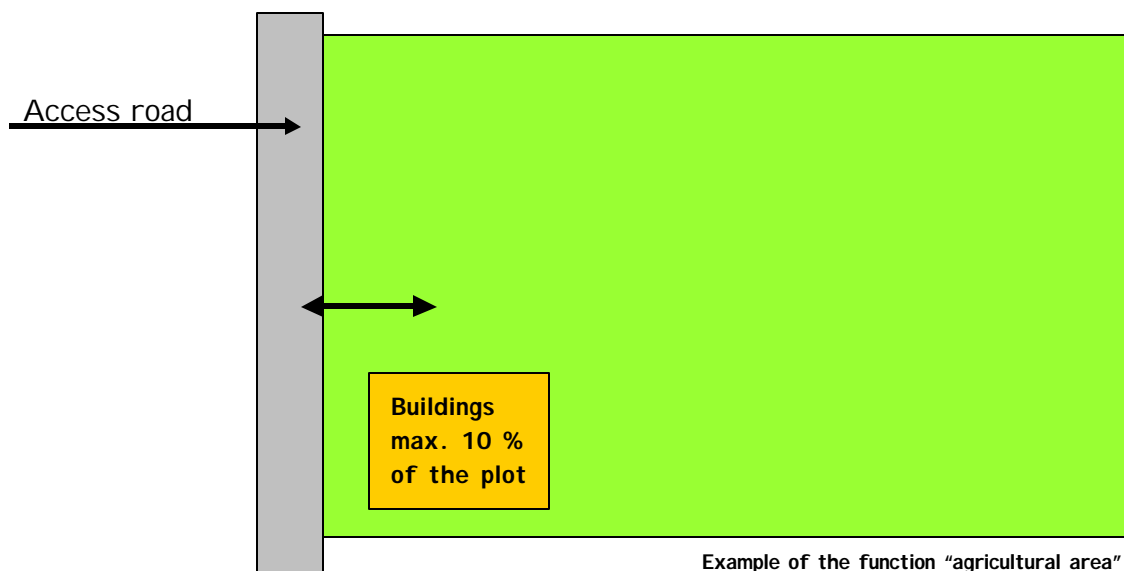 Access road
Buildings
max. 10 %
of the plot
Example of the function “agricultural area”